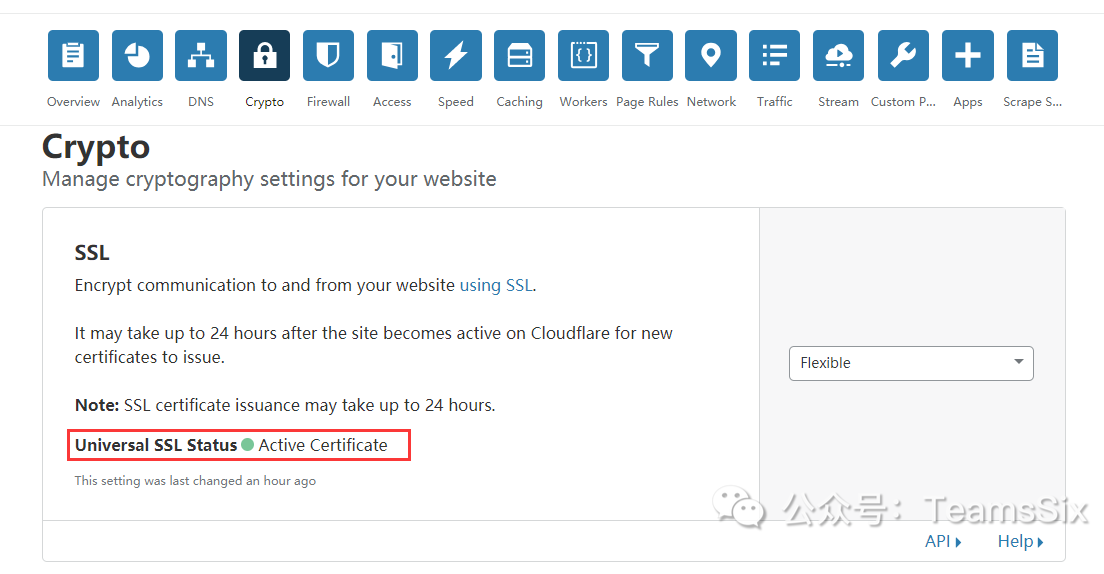 Overview Analytics DNS Crypto Firewall Access Speed Caching Workers Page Rules Network Traffic Stream Custom P... Apps Scrape S...
Crypto
Manage cryptography settings for your website
SSL
Encrypt communication to and from your website using SSL.
It may take up to 24 hours after the site becomes active on Cloudflare for new
certificates to issue.
Flexible
Note: SSL certificate issuance may take up to 24 hours.
Universal SSL Status Active Certificate
This setting was last changed an hour ago
公众号：TeamsSix
API
Help